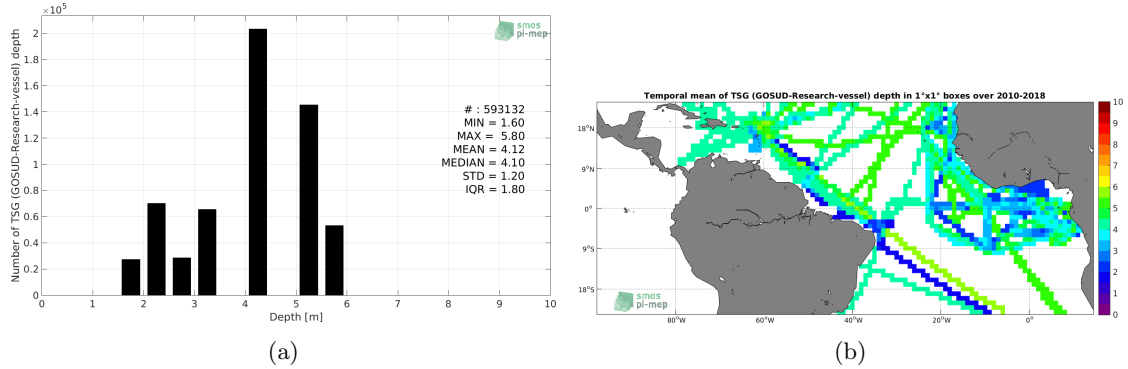 ×10⁵
2
1.8
1.6
1.4
1.2
1
0.8
0.6
0.4
0.2
0
Number of TSG (GOSUD-Research-vessel) depth
smos
pi-mep
# : 593132
MIN = 1.60
MAX = 5.80
MEAN = 4.12
MEDIAN = 4.10
STD = 1.20
IQR = 1.80
0 1 2 3 4 5 6 7 8 9 10
Depth [m]
(a)
Temporal mean of TSG (GOSUD-Research-vessel) depth in 1°x1° boxes over 2010-2018
18°N
9°N
0°
9°S
18°S
smos
pi-mep
80°W 60°W 40°W 20°W 0°
10
9
8
7
6
5
4
3
2
1
0
(b)